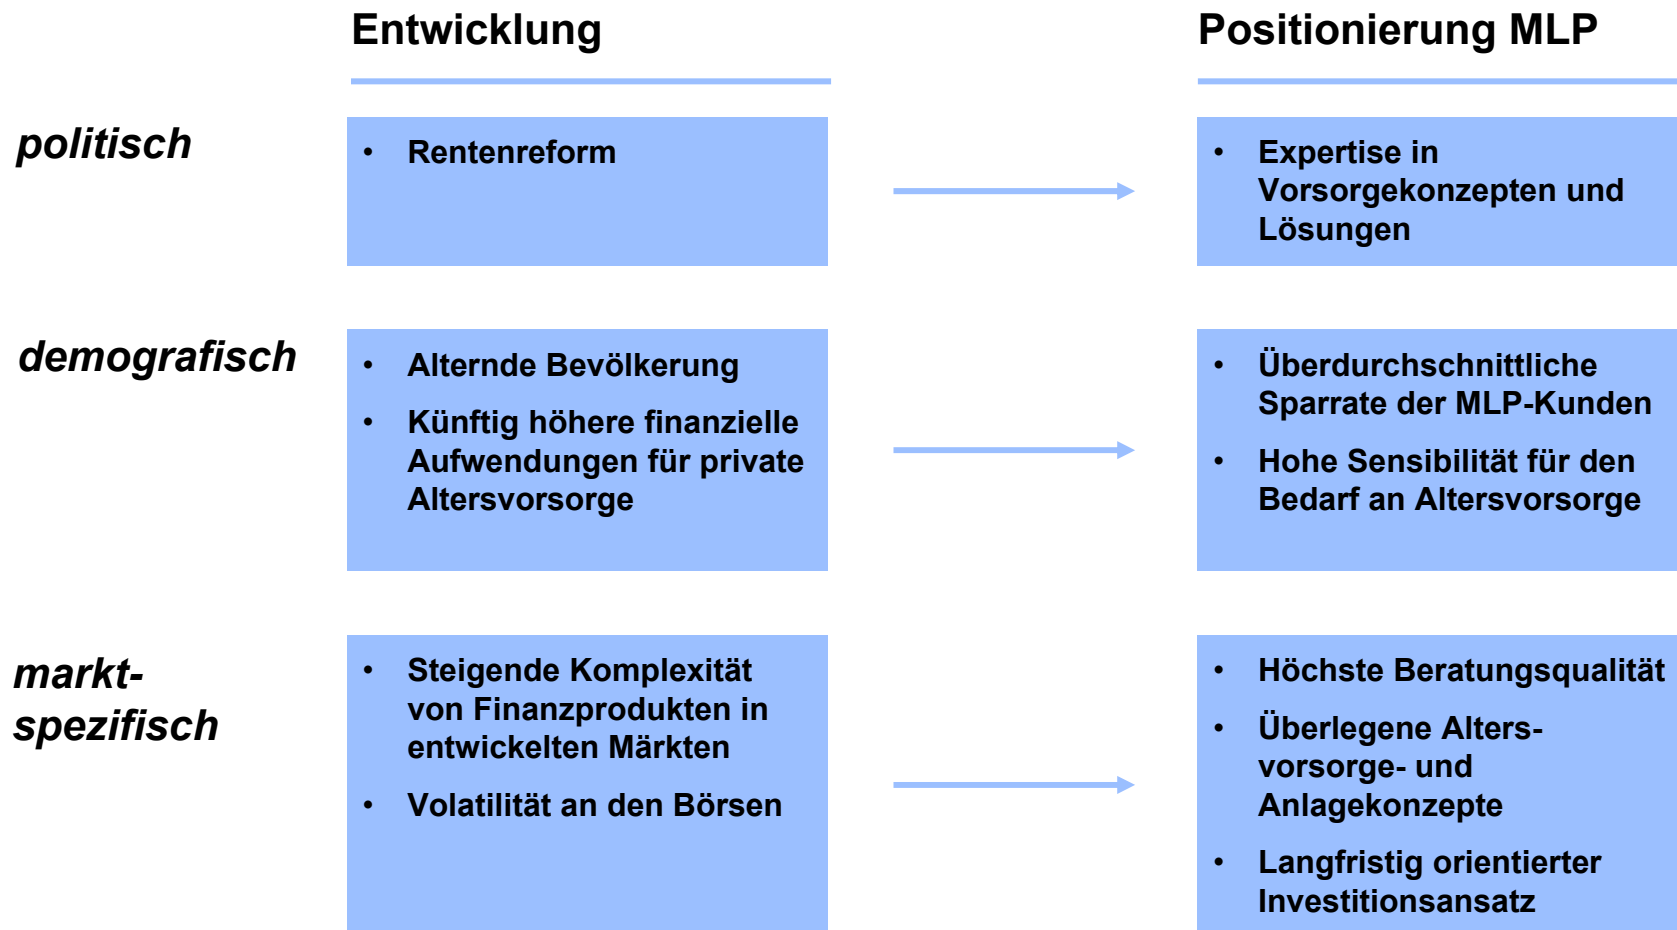 Entwicklung
Positionierung MLP
politisch
• Rentenreform
• Expertise in
Vorsorgekonzepten und
Lösungen
demografisch
• Alternde Bevölkerung
• Künftig höhere finanzielle
Aufwendungen für private
Altersvorsorge
• Überdurchschnittliche
Sparrate der MLP-Kunden
• Hohe Sensibilität für den
Bedarf an Altersvorsorge
markt-
spezifisch
• Steigende Komplexität
von Finanzprodukten in
entwickelten Märkten
• Volatilität an den Börsen
• Höchste Beratungsqualität
• Überlegene Alters-
vorsorge- und
Anlagekonzepte
• Langfristig orientierter
Investitionsansatz